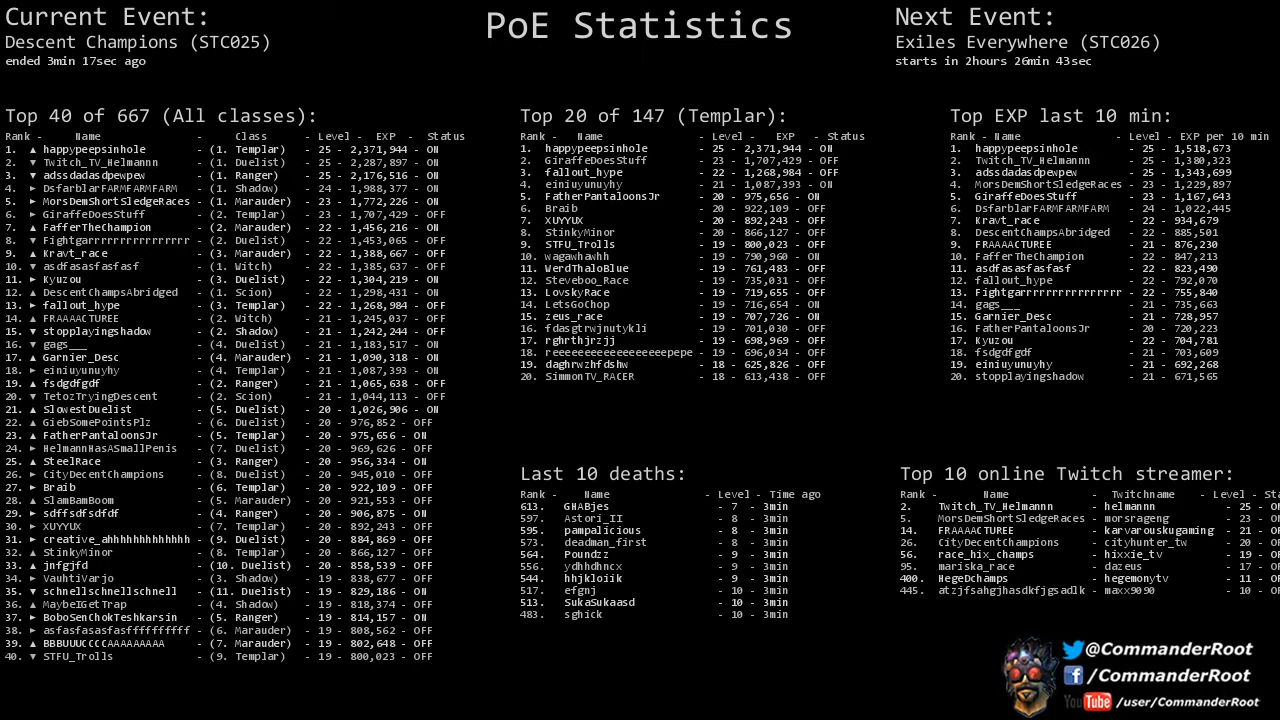 Current Event:
Descent Champions (STC025)
ended 3min 17sec ago
PoE Statistics
Next Event:
Exiles Everywhere (STC026)
starts in 2hours 26min 43sec
Top 40 of 667 (All classes):
Rank - Name - Class - Level - EXP - Status
1. ▲ happypeepsinhole - (1. Templar) - 25 - 2,371,944 - ON
2. ▼ Twitch_TV_Helmannn - (1. Duelist) - 25 - 2,287,897 - ON
3. ▼ adssdadasdpewpew - (1. Ranger) - 25 - 2,176,516 - ON
4. ► DsfarblarFARMFARMFARM - (1. Shadow) - 24 - 1,988,377 - ON
5. ► MorsDemShortSledgeRaces - (1. Marauder) - 23 - 1,772,226 - ON
6. ► GiraffeDoesStuff - (2. Templar) - 23 - 1,707,429 - OFF
7. ▲ FafferTheChampion - (2. Marauder) - 22 - 1,456,216 - ON
8. ▼ Fightgarrrrrrrrrrrrrrrr - (2. Duelist) - 22 - 1,453,065 - OFF
9. ▲ Kravt_race - (3. Marauder) - 22 - 1,388,667 - OFF
10. ▼ asdfasasfasfasf - (1. Witch) - 22 - 1,385,637 - OFF
11. ► Kyuzou - (3. Duelist) - 22 - 1,304,219 - ON
12. ▲ DescentChmpsAbridged - (1. Scion) - 22 - 1,298,431 - ON
13. ► fallout_hype - (3. Templar) - 22 - 1,268,984 - OFF
14. ▲ FRAAAACTUREE - (2. Witch) - 21 - 1,245,037 - OFF
15. ▼ stopplayingshadow - (2. Shadow) - 21 - 1,242,244 - OFF
16. ▼ gags___ - (4. Duelist) - 21 - 1,183,517 - ON
17. ▲ Garnier_Desc - (4. Marauder) - 21 - 1,090,318 - ON
18. ► einiuyunuyhy - (4. Templar) - 21 - 1,087,393 - ON
19. ▲ fsdgdfgdf - (2. Ranger) - 21 - 1,065,638 - OFF
20. ▼ TetozTryingDescent - (2. Scion) - 21 - 1,044,113 - OFF
21. ▲ SlowestDuelist - (5. Duelist) - 20 - 1,026,906 - ON
22. ▲ GiebSomePointsPlz - (6. Duelist) - 20 - 976,852 - OFF
23. ▲ FatherPantaloonsJr - (5. Templar) - 20 - 975,656 - ON
24. ► HelmannHasASmallPenis - (7. Duelist) - 20 - 969,626 - OFF
25. ▲ SteelRace - (3. Ranger) - 20 - 956,334 - ON
26. ► CityDecentChampions - (8. Duelist) - 20 - 945,010 - OFF
27. ► Braib - (6. Templar) - 20 - 922,109 - OFF
28. ▲ SlamBamBoom - (5. Marauder) - 20 - 921,553 - OFF
29. ► sdffsdfsdfdf - (4. Ranger) - 20 - 906,875 - ON
30. ► XUYYUX - (7. Templar) - 20 - 892,243 - OFF
31. ► creative_ahhhhhhhhhhhhh - (9. Duelist) - 20 - 884,869 - OFF
32. ▲ StinkyMinor - (8. Templar) - 20 - 866,127 - OFF
33. ▲ jnfgjfd - (10. Duelist) - 20 - 858,539 - OFF
34. ► VauhtiVarjo - (3. Shadow) - 19 - 838,677 - OFF
35. ▼ schnellschnellschnell - (11. Duelist) - 19 - 829,186 - ON
36. ▲ MaybeIGetTrap - (4. Shadow) - 19 - 818,374 - OFF
37. ► BoboSenChokTeshkarsin - (5. Ranger) - 19 - 814,157 - ON
38. ► asfasfasasfasffffffffff - (6. Marauder) - 19 - 808,562 - OFF
39. ▲ BBBUUUCCCCAAAAAAAAA - (7. Marauder) - 19 - 802,648 - OFF
40. ▼ STFU_Trolls - (9. Templar) - 19 - 800,023 - OFF
Top 20 of 147 (Templar):
Rank - Name - Level - EXP - Status
1. happypeepsinhole - 25 - 2,371,944 - ON
2. GiraffeDoesStuff - 23 - 1,707,429 - OFF
3. fallout_hype - 22 - 1,268,984 - OFF
4. einiuyunuyhy - 21 - 1,087,393 - ON
5. FatherPantaloonsJr - 20 - 975,656 - ON
6. Braib - 20 - 922,109 - OFF
7. XUYYUX - 20 - 892,243 - OFF
8. StinkyMinor - 20 - 866,127 - OFF
9. STFU_Trolls - 19 - 800,023 - OFF
10. wagawhawhh - 19 - 790,960 - ON
11. WerdThaloBlue - 19 - 761,483 - OFF
12. Steveboo_Race - 19 - 735,031 - OFF
13. LovskyRace - 19 - 719,655 - OFF
14. LetsGoChop - 19 - 716,654 - ON
15. zeus_race - 19 - 707,726 - ON
16. fdasgtrwjnutykli - 19 - 701,030 - OFF
17. rghrthjrzjj - 19 - 698,969 - OFF
18. reeeeeeeeeeeeeeeeeepepe - 19 - 696,034 - OFF
19. daghrwzhfdshw - 18 - 625,826 - OFF
20. SimmonTV_RACER - 18 - 613,438 - OFF
Top EXP last 10 min:
Rank - Name - Level - EXP per 10 min
1. happypeepsinhole - 25 - 1,518,673
2. Twitch_TV_Helmannn - 25 - 1,380,323
3. adssdadasdpewpew - 25 - 1,343,699
4. MorsDemShortSledgeRaces - 23 - 1,229,897
5. GiraffeDoesStuff - 23 - 1,167,643
6. DsfarblarFARMFARMFARM - 24 - 1,022,445
7. Kravt_race - 22 - 934,679
8. DescentChampsAbridged - 22 - 885,501
9. FRAAAACTUREE - 21 - 876,230
10. FafferTheChampion - 22 - 847,213
11. asdfasasfasfasf - 22 - 823,490
12. fallout_hype - 22 - 792,070
13. Fightgarrrrrrrrrrrrrrrr - 22 - 755,840
14. gags___ - 21 - 735,663
15. Garnier_Desc - 21 - 728,957
16. FatherPantaloonsJr - 20 - 720,223
17. Kyuzou - 22 - 704,781
18. fsdgdfgdf - 21 - 703,609
19. einiuyunuyhy - 21 - 692,268
20. stopplayingshadow - 21 - 671,565
Last 10 deaths:
Rank - Name - Level - Time ago
613. GHABjes - 7 - 3min
597. Astori_II - 8 - 3min
595. pampalicious - 8 - 3min
573. deadman_first - 8 - 3min
564. Poundzz - 9 - 3min
556. ydhhdhncx - 9 - 3min
544. hhjkloiik - 9 - 3min
517. efgnj - 10 - 3min
513. SukaSukaasd - 10 - 3min
483. sghick - 10 - 3min
Top 10 online Twitch streamer:
Rank - Name - Twitchname - Level - Sta
2. Twitch_TV_Helmannn - helmannn - 25 - ON
5. MorsDemShortSledgeRaces - morsrageng - 23 - ON
14. FRAAAACTUREE - karvarouskugaming - 21 - OFF
26. CityDecentChampions - cityhunter_tw - 20 - OFF
56. race_hix_champs - hixxie_tv - 19 - OFF
95. mariska_race - dazeus - 17 - OFF
400. HegeDchamps - hegemonytv - 11 - OFF
445. atzjfsahgjhasdkfjgsadlk - maxx9090 - 10 - OFF
@CommanderRoot
/CommanderRoot
YouTube /user/CommanderRoot